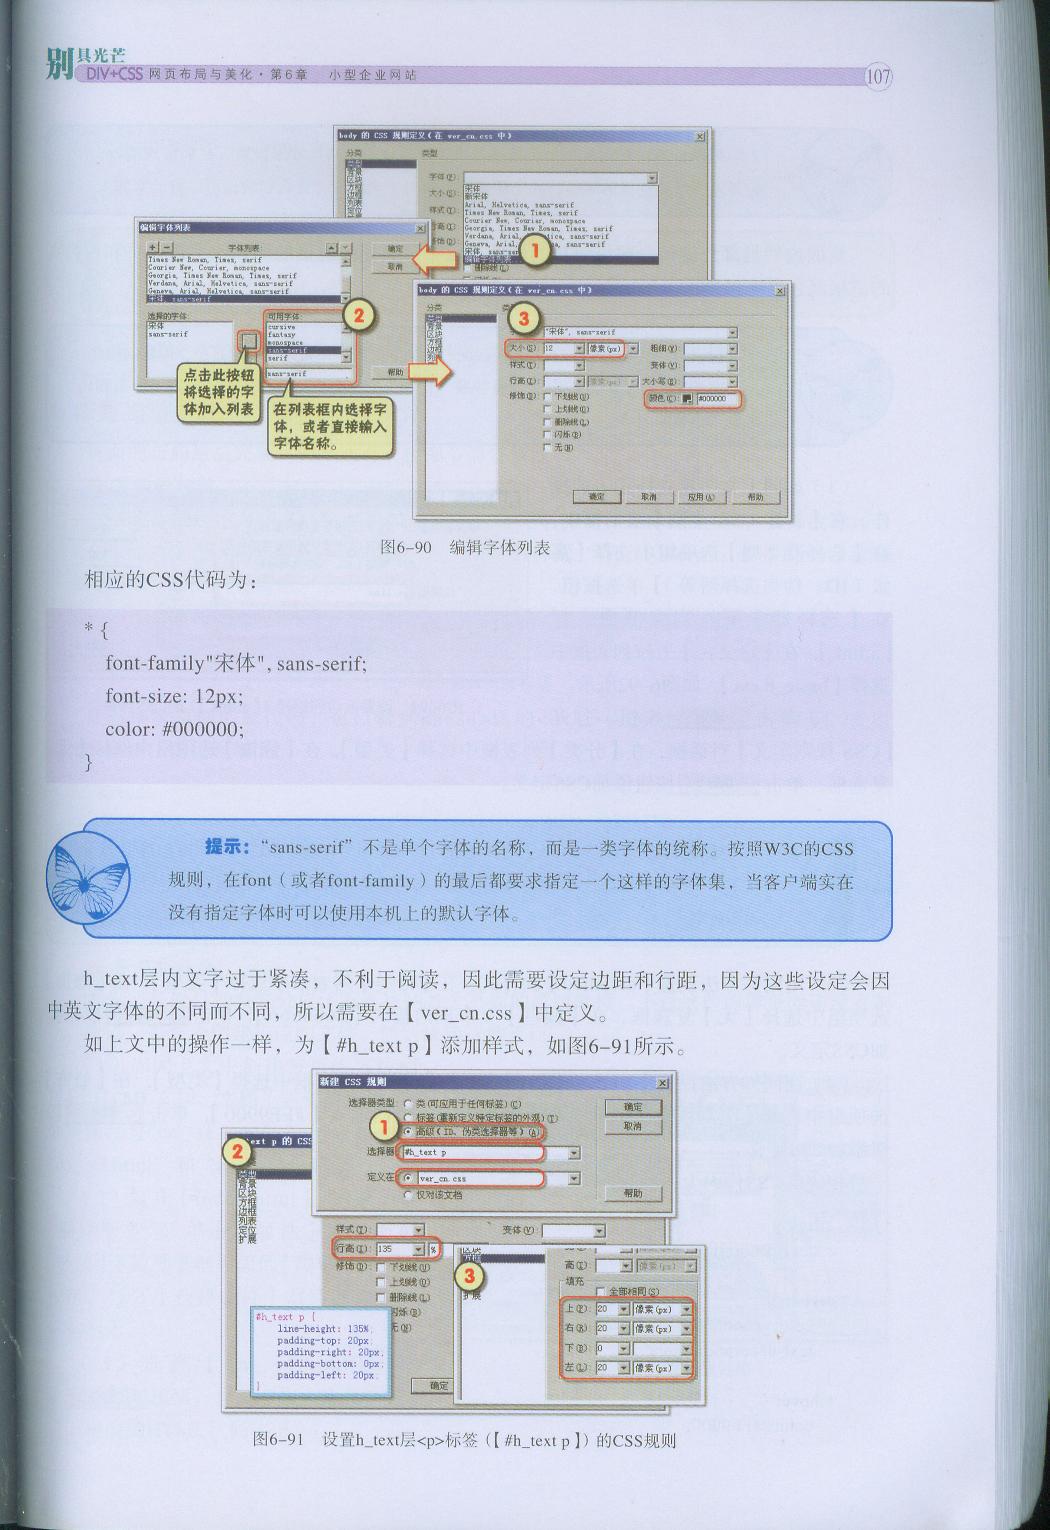 别具光芒
DIV+CSS 网页布局与美化·第6章 小型企业网站
107
body 的 CSS 规则定义(在 ver_cn.css 中)
分类
类型
类型
背景
区块
方框
边框
列表
定位
字体(F):
大小(S):
样式(T):
宋体
新宋体
Arial, Helvetica, sans-serif
Times New Roman, Times, serif
Courier New, Courier, monospace
Georgia, Times New Roman, Times, serif
编辑字体列表...
删除线(L)
1
编辑字体列表
字体列表:
确定
取消
帮助
Times New Roman, Times, serif
Courier New, Courier, monospace
Georgia, Times New Roman, Times, serif
Verdana, Arial, Helvetica, sans-serif
Geneva, Arial, Helvetica, sans-serif
宋体, sans-serif
选择的字体:
宋体
sans-serif
可用字体:
cursive
fantasy
monospace
sans-serif
serif
sans-serif
2
点击此按钮
将选择的字
体加入列表
在列表框内选择字
体，或者直接输入
字体名称。
body 的 CSS 规则定义(在 ver_cn.css 中)
分类
类型
背景
区块
方框
边框
3
"宋体", sans-serif
大小(S): 12 像素(px) 粗细(W):
样式(T): 变体(V):
行高(I): 像素(px) 大小写(R):
修饰(D): 下划线(U) 颜色(C): #000000
上划线(O)
删除线(L)
闪烁(B)
无(N)
确定 取消 应用(A) 帮助
图6-90 编辑字体列表
相应的CSS代码为：
* {
font-family"宋体", sans-serif;
font-size: 12px;
color: #000000;
}
提示：“sans-serif”不是单个字体的名称，而是一类字体的统称。按照W3C的CSS
规则，在font（或者font-family）的最后都要求指定一个这样的字体集，当客户端实在
没有指定字体时可以使用本机上的默认字体。
h_text层内文字过于紧凑，不利于阅读，因此需要设定边距和行距，因为这些设定会因
中英文字体的不同而不同，所以需要在【ver_cn.css】中定义。
如上文中的操作一样，为【#h_text p】添加样式，如图6-91所示。
新建 CSS 规则
选择器类型: 类(可应用于任何标签)(C)
标签(重新定义特定标签的外观)(T)
高级(ID、伪类选择器等)(A)
选择器: #h_text p
定义在: ver_cn.css
仅对该文档
确定
取消
帮助
1
2
text p 的 CSS
类型
背景
区块
方框
边框
列表
定位
扩展
样式(T): 变体(V):
行高(I): 135 %
修饰(D): 下划线(U)
上划线(O)
删除线(L)
闪烁(B)
无(N)
确定
#h_text p {
line-height: 135%;
padding-top: 20px;
padding-right: 20px;
padding-bottom: 0px;
padding-left: 20px;
}
3
区块
方框
扩展
高(I): 像素(px)
填充
全部相同(S)
上(P): 20 像素(px)
右(R): 20 像素(px)
下(B): 0
左(L): 20 像素(px)
图6-91 设置h_text层<p>标签（【#h_text p】）的CSS规则